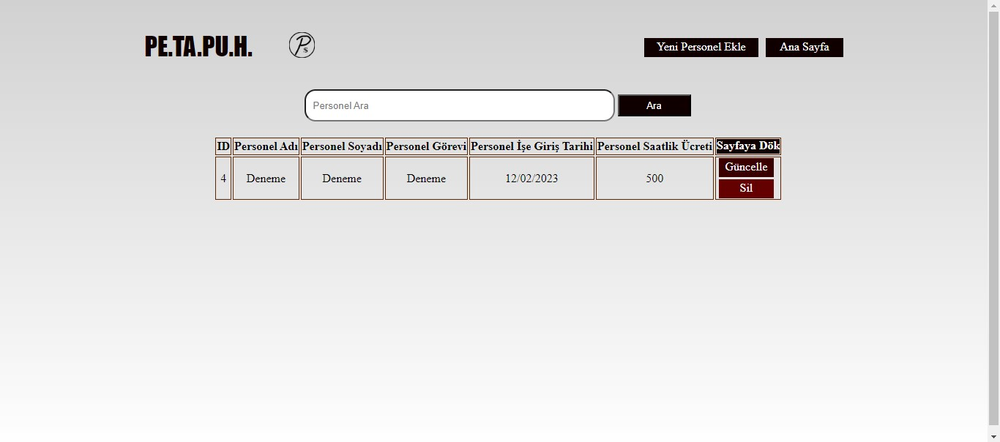 PE.TA.PU.H.
Ps
Yeni Personel Ekle
Ana Sayfa
Personel Ara
Ara
ID Personel Adı Personel Soyadı Personel Görevi Personel İşe Giriş Tarihi Personel Saatlik Ücreti Sayfaya Dök
4 Deneme Deneme Deneme 12/02/2023 500 Güncelle
Sil